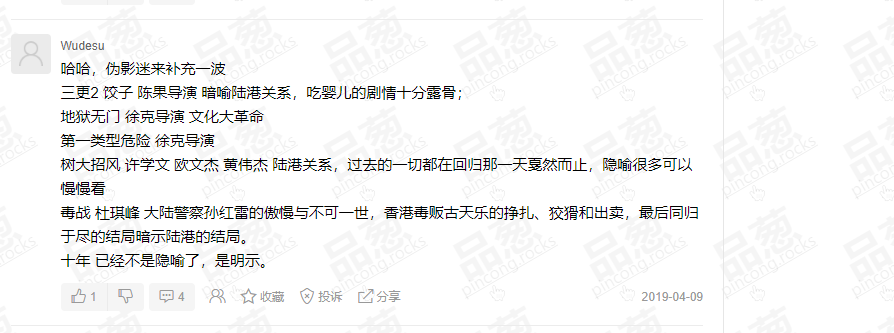 Wudesu
哈哈，伪影迷来补充一波
三更2 饺子 陈果导演 暗喻陆港关系，吃婴儿的剧情十分露骨；
地狱无门 徐克导演 文化大革命
第一类型危险 徐克导演
树大招风 许学文 欧文杰 黄伟杰 陆港关系，过去的一切都在回归那一天戛然而止，隐喻很多可以
慢慢看
毒战 杜琪峰 大陆警察孙红雷的傲慢与不可一世，香港毒贩古天乐的挣扎、狡猾和出卖，最后同归
于尽的结局暗示陆港的结局。
十年 已经不是隐喻了，是明示。
1 4 收藏 投诉 分享 2019-04-09
品葱
pincong.rocks